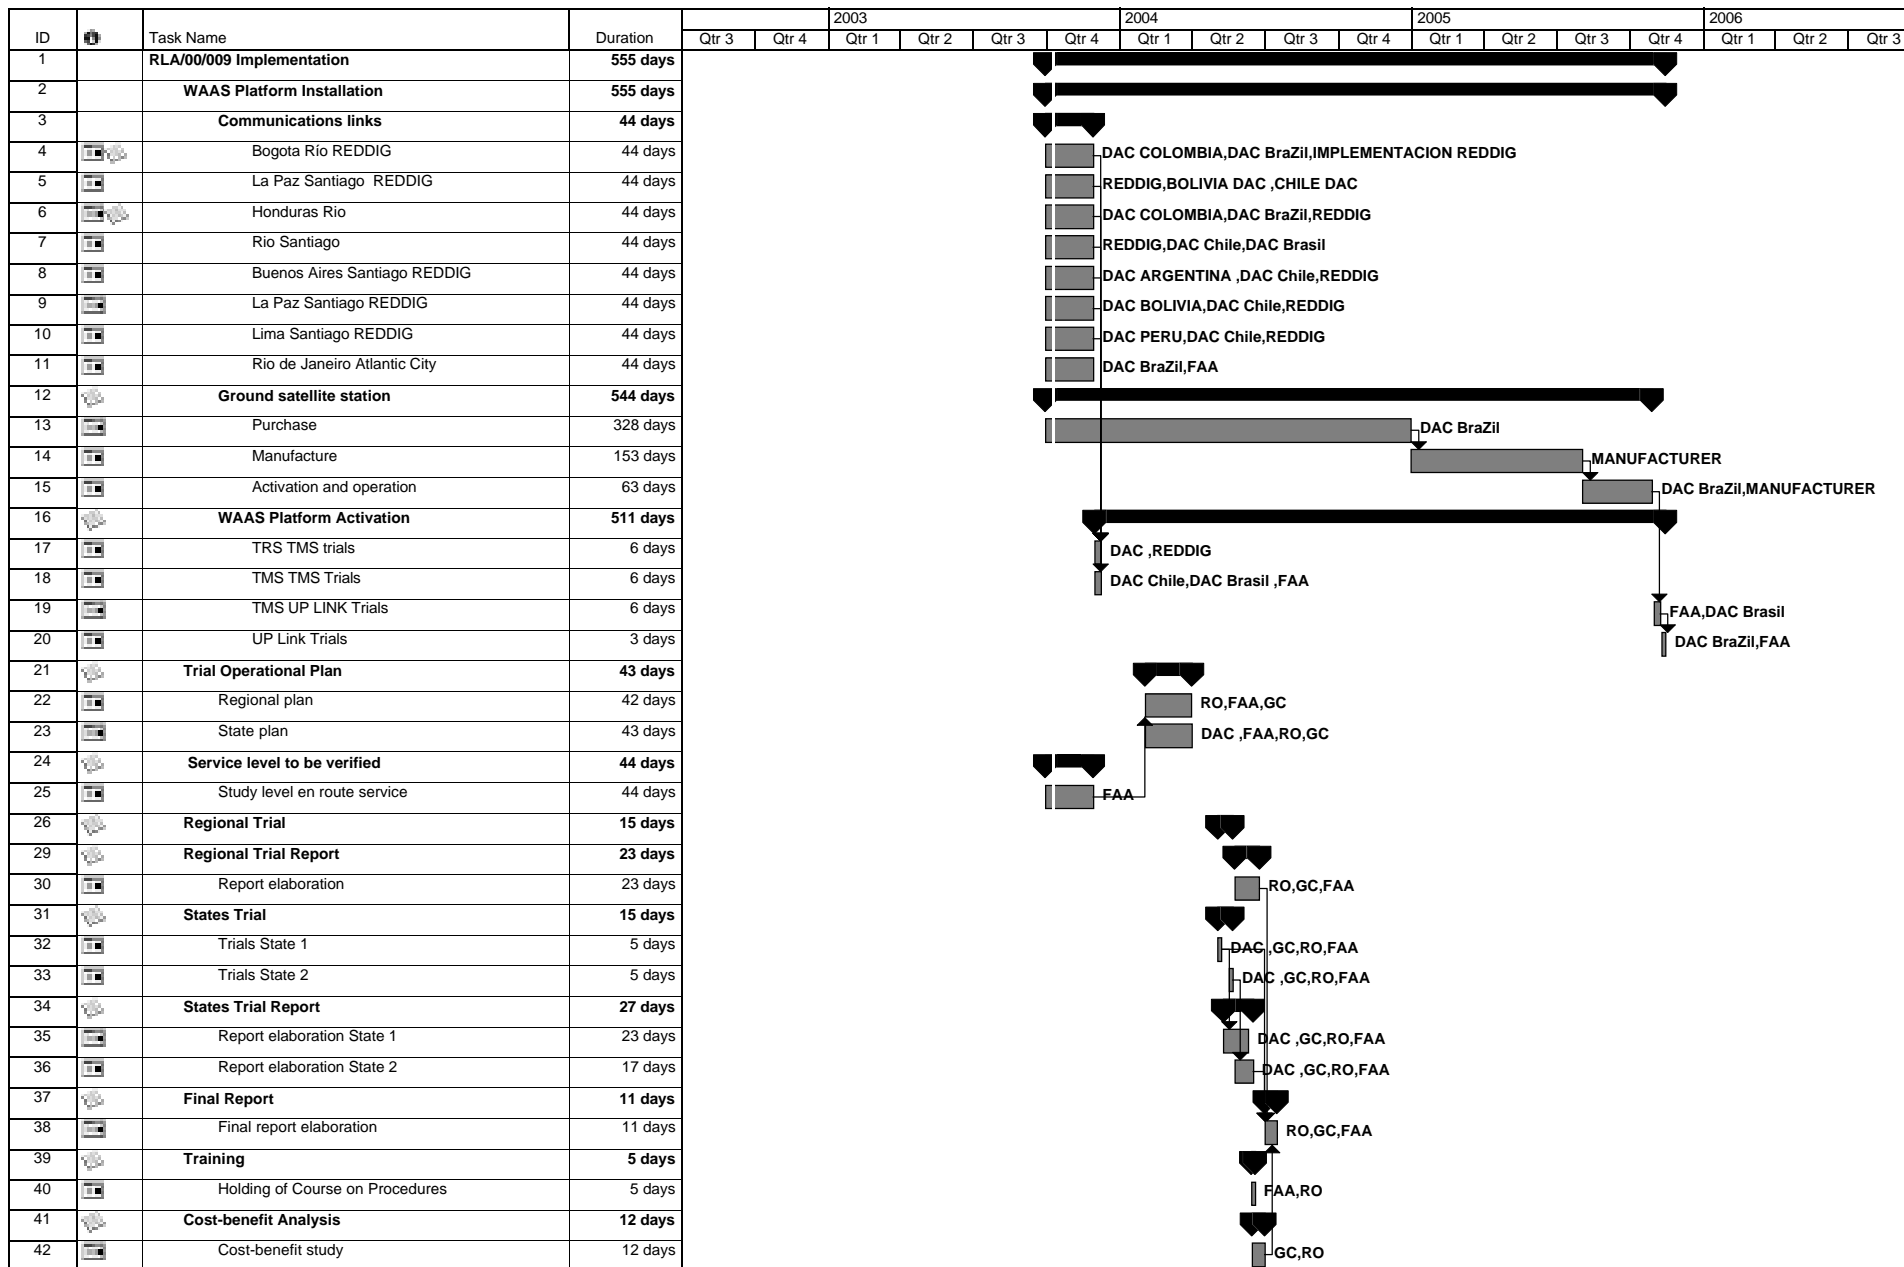 2003 2004 2005 2006
ID Task Name Duration Qtr 3 Qtr 4 Qtr 1 Qtr 2 Qtr 3 Qtr 4 Qtr 1 Qtr 2 Qtr 3 Qtr 4 Qtr 1 Qtr 2 Qtr 3 Qtr 4 Qtr 1 Qtr 2 Qtr 3
1 RLA/00/009 Implementation 555 days
2 WAAS Platform Installation 555 days
3 Communications links 44 days
4 Bogota Río REDDIG 44 days DAC COLOMBIA,DAC BraZil,IMPLEMENTACION REDDIG
5 La Paz Santiago REDDIG 44 days REDDIG,BOLIVIA DAC ,CHILE DAC
6 Honduras Rio 44 days DAC COLOMBIA,DAC BraZil,REDDIG
7 Rio Santiago 44 days REDDIG,DAC Chile,DAC Brasil
8 Buenos Aires Santiago REDDIG 44 days DAC ARGENTINA ,DAC Chile,REDDIG
9 La Paz Santiago REDDIG 44 days DAC BOLIVIA,DAC Chile,REDDIG
10 Lima Santiago REDDIG 44 days DAC PERU,DAC Chile,REDDIG
11 Rio de Janeiro Atlantic City 44 days DAC BraZil,FAA
12 Ground satellite station 544 days
13 Purchase 328 days DAC BraZil
14 Manufacture 153 days MANUFACTURER
15 Activation and operation 63 days DAC BraZil,MANUFACTURER
16 WAAS Platform Activation 511 days
17 TRS TMS trials 6 days DAC ,REDDIG
18 TMS TMS Trials 6 days DAC Chile,DAC Brasil ,FAA
19 TMS UP LINK Trials 6 days FAA,DAC Brasil
20 UP Link Trials 3 days DAC BraZil,FAA
21 Trial Operational Plan 43 days
22 Regional plan 42 days RO,FAA,GC
23 State plan 43 days DAC ,FAA,RO,GC
24 Service level to be verified 44 days
25 Study level en route service 44 days FAA
26 Regional Trial 15 days
29 Regional Trial Report 23 days
30 Report elaboration 23 days RO,GC,FAA
31 States Trial 15 days
32 Trials State 1 5 days DAC ,GC,RO,FAA
33 Trials State 2 5 days DAC ,GC,RO,FAA
34 States Trial Report 27 days
35 Report elaboration State 1 23 days DAC ,GC,RO,FAA
36 Report elaboration State 2 17 days DAC ,GC,RO,FAA
37 Final Report 11 days
38 Final report elaboration 11 days RO,GC,FAA
39 Training 5 days
40 Holding of Course on Procedures 5 days FAA,RO
41 Cost-benefit Analysis 12 days
42 Cost-benefit study 12 days GC,RO